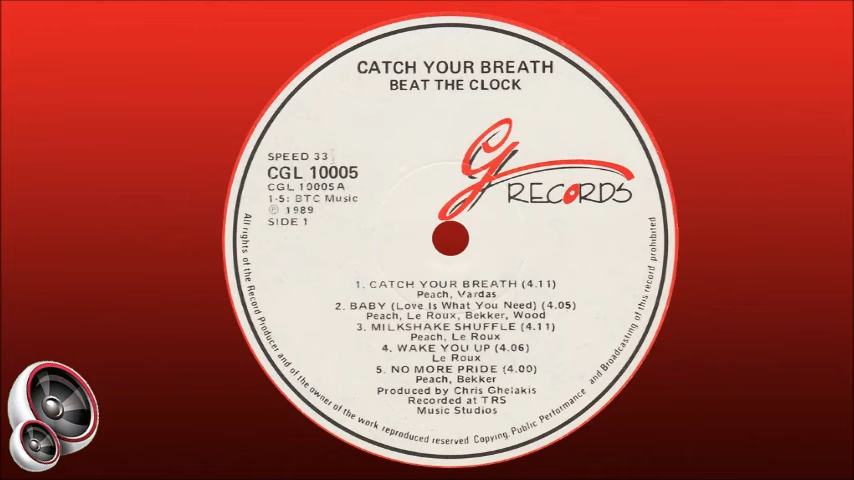 CATCH YOUR BREATH
BEAT THE CLOCK
SPEED 33
CGL 10005
CGL 10005 A
1-5: BTC Music
℗ 1989
SIDE 1
G RECORDS
1. CATCH YOUR BREATH (4.11)
Peach, Vardas
2. BABY (Love Is What You Need) (4.05)
Peach, Le Roux, Bekker, Wood
3. MILKSHAKE SHUFFLE (4.11)
Peach, Le Roux
4. WAKE YOU UP (4.06)
Le Roux
5. NO MORE PRIDE (4.00)
Peach, Bekker
Produced by Chris Ghelakis
Recorded at TRS
Music Studios
All rights of the Record Producer and of the owner of the work reproduced reserved Copying, Public Performance and Broadcasting of this record prohibited